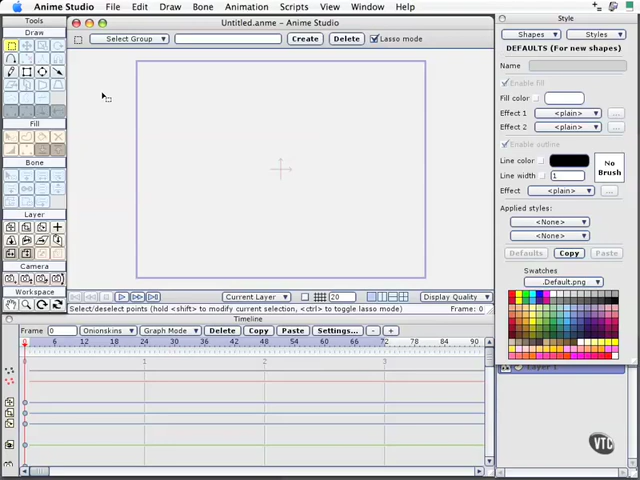 Anime Studio File Edit Draw Bone Animation Scripts View Window Help
Tools
Untitled.anme - Anime Studio
Style
Draw
Select Group Create Delete Lasso mode
Shapes Styles
DEFAULTS (For new shapes)
Name
Enable fill
Fill color
Effect 1 <plain> ...
Effect 2 <plain> ...
Fill
Enable outline
Line color
No Brush
Line width 1
Bone
Effect <plain> ...
Applied styles
<None>
<None>
Layer
Defaults Copy Paste
Camera
Swatches
.Default.png
Workspace
Current Layer 20 Display Quality
Select/deselect points (hold <shift> to modify current selection, <ctrl> to toggle lasso mode) Frame: 0
Timeline
Frame 0 Onionskins Graph Mode Delete Copy Paste Settings... - +
0 6 12 18 24 30 36 42 48 54 60 66 72 78 84 90
0 1 2 3
Layer 1
VTC